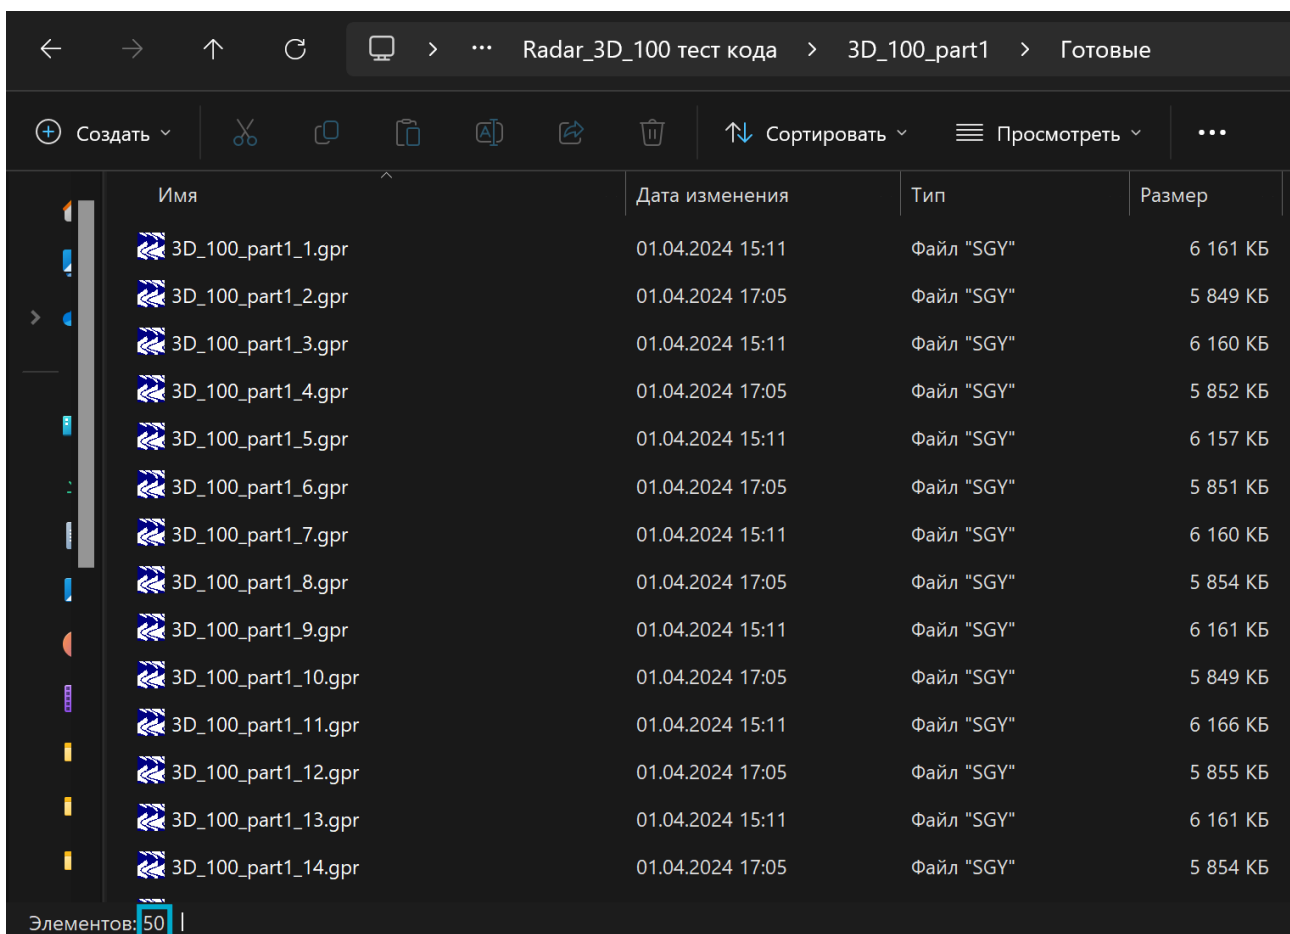 Radar_3D_100 тест кода > 3D_100_part1 > Готовые
Создать Сортировать Просмотреть
Имя Дата изменения Тип Размер
3D_100_part1_1.gpr 01.04.2024 15:11 Файл "SGY" 6 161 КБ
3D_100_part1_2.gpr 01.04.2024 17:05 Файл "SGY" 5 849 КБ
3D_100_part1_3.gpr 01.04.2024 15:11 Файл "SGY" 6 160 КБ
3D_100_part1_4.gpr 01.04.2024 17:05 Файл "SGY" 5 852 КБ
3D_100_part1_5.gpr 01.04.2024 15:11 Файл "SGY" 6 157 КБ
3D_100_part1_6.gpr 01.04.2024 17:05 Файл "SGY" 5 851 КБ
3D_100_part1_7.gpr 01.04.2024 15:11 Файл "SGY" 6 160 КБ
3D_100_part1_8.gpr 01.04.2024 17:05 Файл "SGY" 5 854 КБ
3D_100_part1_9.gpr 01.04.2024 15:11 Файл "SGY" 6 161 КБ
3D_100_part1_10.gpr 01.04.2024 17:05 Файл "SGY" 5 849 КБ
3D_100_part1_11.gpr 01.04.2024 15:11 Файл "SGY" 6 166 КБ
3D_100_part1_12.gpr 01.04.2024 17:05 Файл "SGY" 5 855 КБ
3D_100_part1_13.gpr 01.04.2024 15:11 Файл "SGY" 6 161 КБ
3D_100_part1_14.gpr 01.04.2024 17:05 Файл "SGY" 5 854 КБ
Элементов: 50